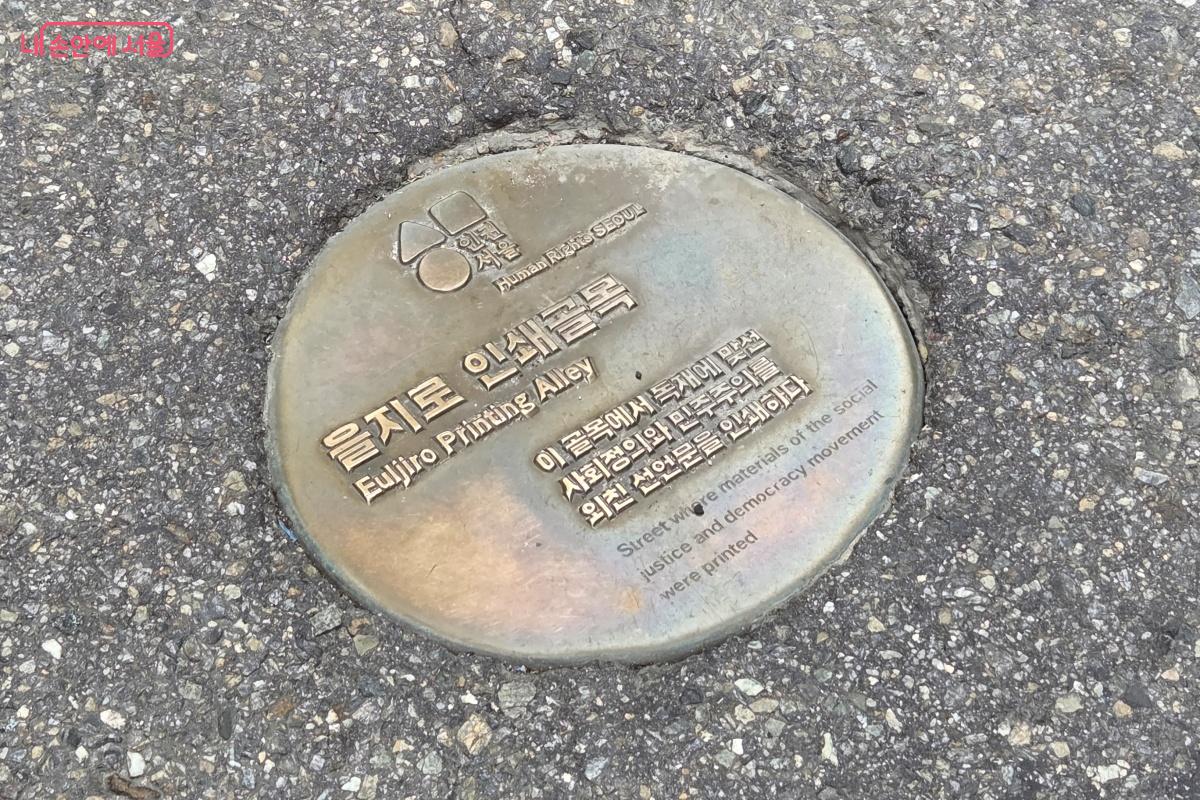 내 손안에 서울
인권
서울
Human Rights SEOUL
을지로 인쇄골목
Euljiro Printing Alley
이 골목에서 독재에 맞선
사회정의와 민주주의를
외친 선언문을 인쇄하다
Street where materials of the social
justice and democracy movement
were printed